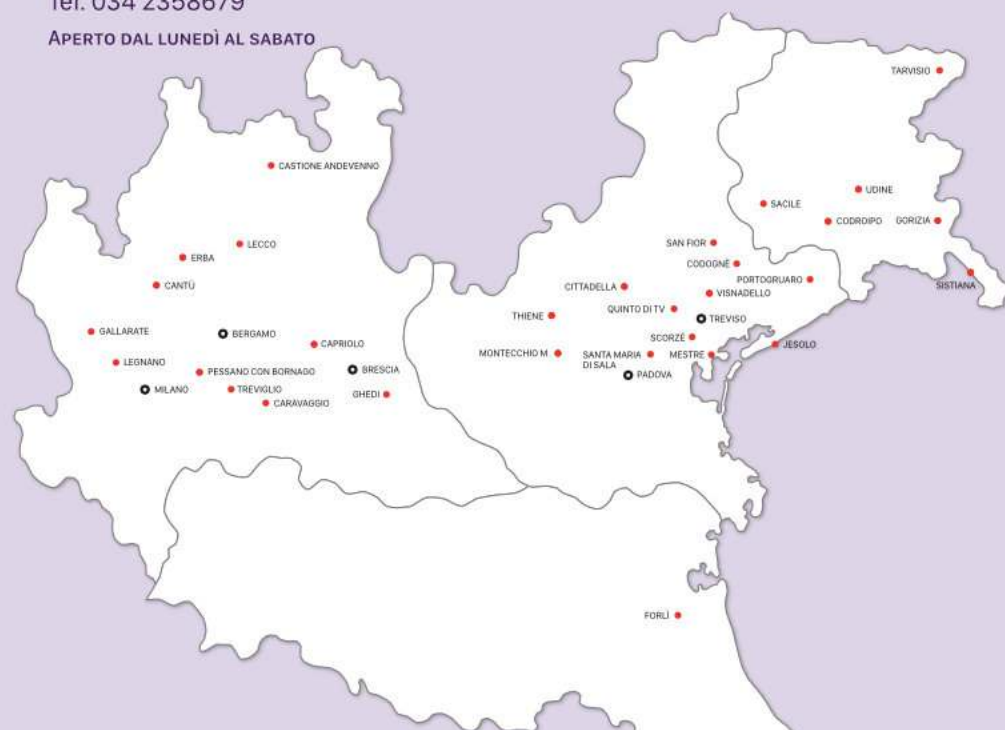 Tel. 034 2358679
APERTO DAL LUNEDÌ AL SABATO
TARVISIO
CASTIONE ANDEVENNO
UDINE
SACILE
CODROIPO
GORIZIA
LECCO
SAN FIOR
ERBA
CODOGNÈ
SISTIANA
PORTOGRUARO
CANTÙ
CITTADELLA
VISNADELLO
QUINTO DI TV
THIENE
TREVISO
GALLARATE
BERGAMO
SCORZÉ
CAPRIOLO
JESOLO
MONTECCHIO M
SANTA MARIA
DI SALA
MESTRE
LEGNANO
PESSANO CON BORNAGO
BRESCIA
PADOVA
MILANO
TREVIGLIO
GHEDI
CARAVAGGIO
FORLÌ